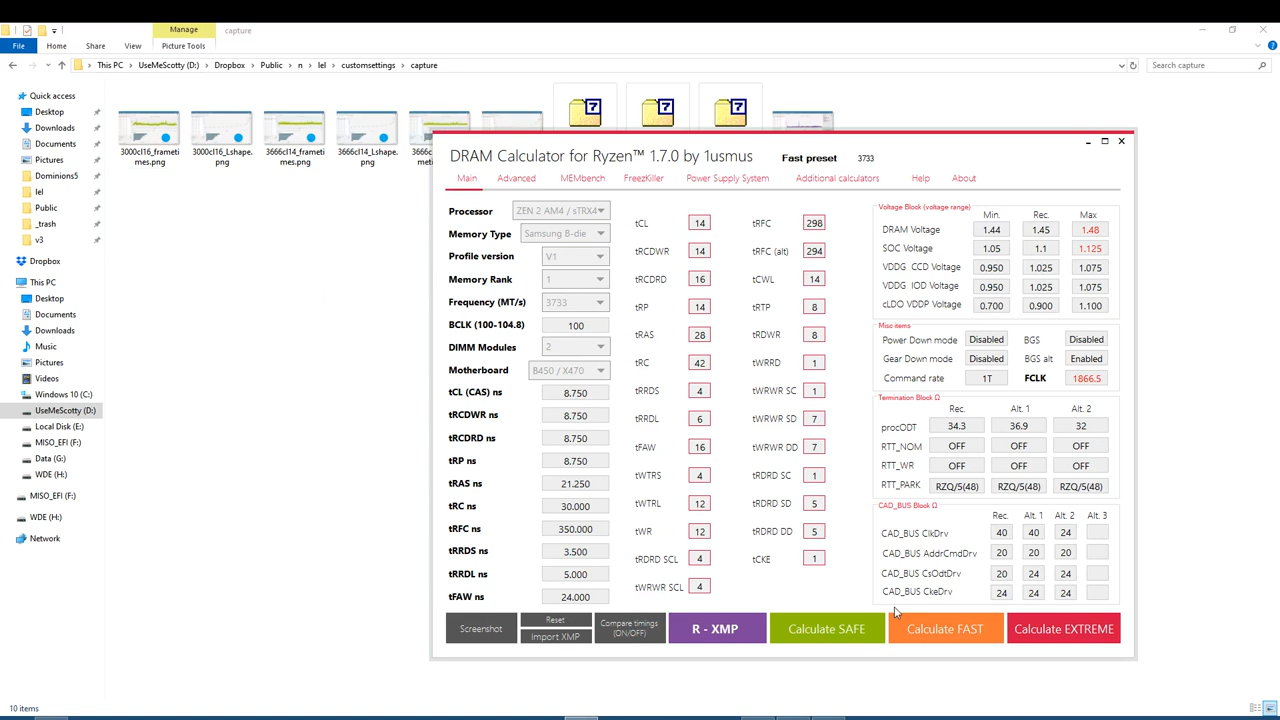 Manage
capture
File
Home
Share
View
Picture Tools
This PC > UseMeScotty (D:) > Dropbox > Public > n > lel > customsettings > capture
Search capture
Quick access
Desktop
Downloads
Documents
Pictures
Dominions5
lel
Public
_trash
v3
Dropbox
This PC
Desktop
Documents
Downloads
Music
Pictures
Videos
Windows 10 (C:)
UseMeScotty (D:)
Local Disk (E:)
MISO_EFI (F:)
Data (G:)
WDE (H:)
MISO_EFI (F:)
WDE (H:)
Network
3000cl16_frametimes.png
3000cl16_Lshape.png
3666cl14_frametimes.png
3666cl14_Lshape.png
DRAM Calculator for Ryzen™ 1.7.0 by 1usmus
Fast preset
3733
Main
Advanced
MEMbench
FreezKiller
Power Supply System
Additional calculators
Help
About
Processor ZEN 2 AM4 / sTRX4
Memory Type Samsung B-die
Profile version V1
Memory Rank 1
Frequency (MT/s) 3733
BCLK (100-104.8) 100
DIMM Modules 2
Motherboard B450 / X470
tCL (CAS) ns 8.750
tRCDWR ns 8.750
tRCDRD ns 8.750
tRP ns 8.750
tRAS ns 21.250
tRC ns 30.000
tRFC ns 350.000
tRRDS ns 3.500
tRRDL ns 5.000
tFAW ns 24.000
tCL 14
tRCDWR 14
tRCDRD 16
tRP 14
tRAS 28
tRC 42
tRRDS 4
tRRDL 6
tFAW 16
tWTRS 4
tWTRL 12
tWR 12
tRDRD SCL 4
tWRWR SCL 4
tRFC 298
tRFC (alt) 294
tCWL 14
tRTP 8
tRDWR 8
tWRRD 1
tWRWR SC 1
tWRWR SD 7
tWRWR DD 7
tRDRD SC 1
tRDRD SD 5
tRDRD DD 5
tCKE 1
Voltage Block (voltage range)
Min. Rec. Max
DRAM Voltage 1.44 1.45 1.48
SOC Voltage 1.05 1.1 1.125
VDDG CCD Voltage 0.950 1.025 1.075
VDDG IOD Voltage 0.950 1.025 1.075
cLDO VDDP Voltage 0.700 0.900 1.100
Misc items
Power Down mode Disabled BGS Disabled
Gear Down mode Disabled BGS alt Enabled
Command rate 1T FCLK 1866.5
Termination Block Ω
Rec. Alt. 1 Alt. 2
procODT 34.3 36.9 32
RTT_NOM OFF OFF OFF
RTT_WR OFF OFF OFF
RTT_PARK RZQ/5(48) RZQ/5(48) RZQ/5(48)
CAD_BUS Block Ω
Rec. Alt. 1 Alt. 2 Alt. 3
CAD_BUS ClkDrv 40 40 24
CAD_BUS AddrCmdDrv 20 20 20
CAD_BUS CsOdtDrv 20 24 24
CAD_BUS CkeDrv 24 24 24
Screenshot
Reset
Import XMP
Compare timings
(ON/OFF)
R - XMP
Calculate SAFE
Calculate FAST
Calculate EXTREME
10 items